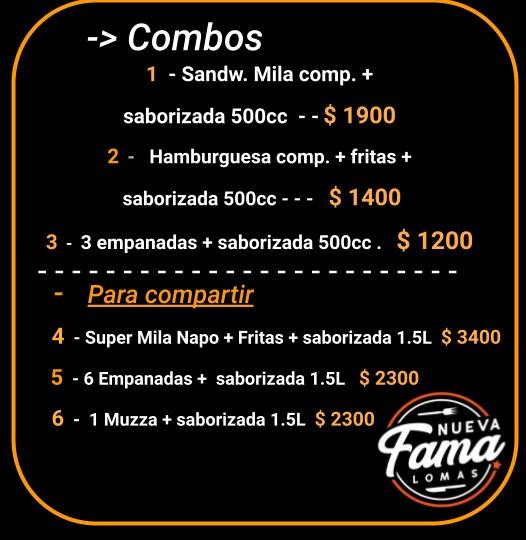 -> Combos
1 - Sandw. Mila comp. +
saborizada 500cc - - $ 1900
2 - Hamburguesa comp. + fritas +
saborizada 500cc - - - $ 1400
3 - 3 empanadas + saborizada 500cc . $ 1200
- Para compartir
4 - Super Mila Napo + Fritas + saborizada 1.5L $ 3400
5 - 6 Empanadas + saborizada 1.5L $ 2300
6 - 1 Muzza + saborizada 1.5L $ 2300
NUEVA
Fama
LOMAS